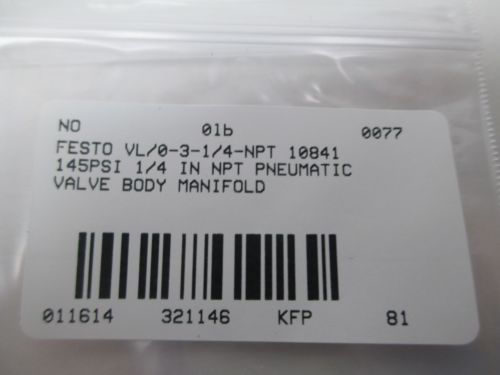 NO 01b 0077
FESTO VL/0-3-1/4-NPT 10841
145PSI 1/4 IN NPT PNEUMATIC
VALVE BODY MANIFOLD
011614 321146 KFP 81